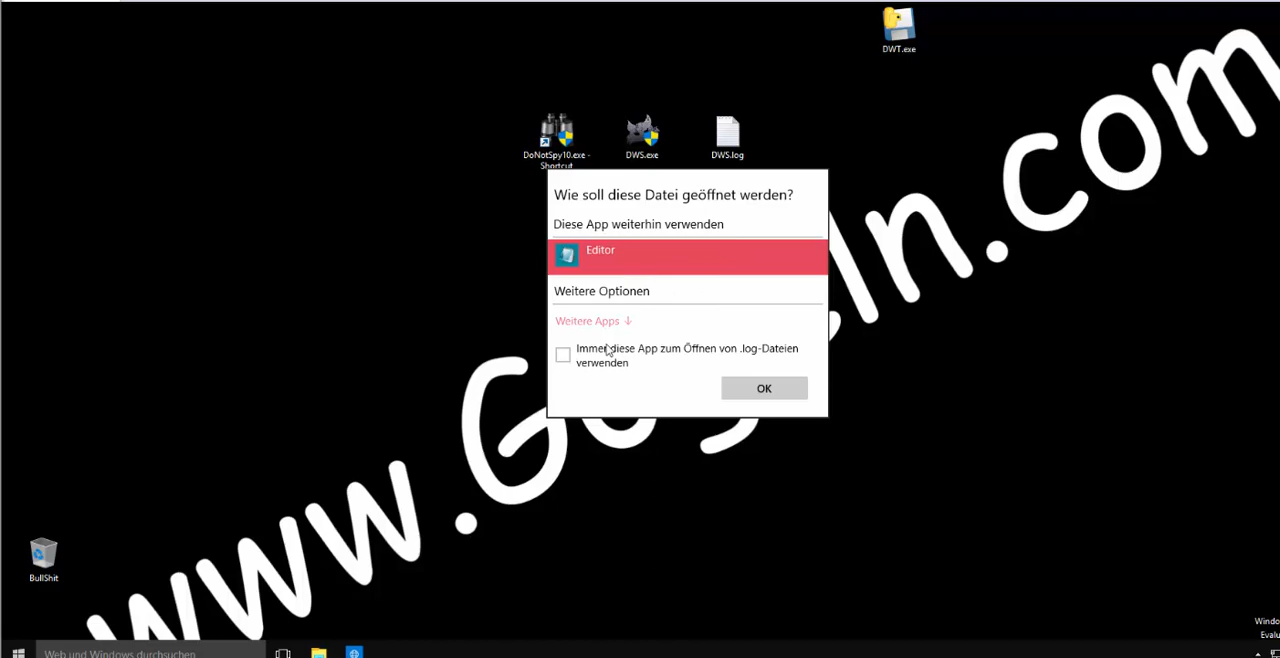 DWT.exe
DoNotSpy10.exe -
Shortcut
DWS.exe
DWS.log
Wie soll diese Datei geöffnet werden?
Diese App weiterhin verwenden
Editor
Weitere Optionen
Weitere Apps ↓
Immer diese App zum Öffnen von .log-Dateien
verwenden
OK
BullShit
Web und Windows durchsuchen